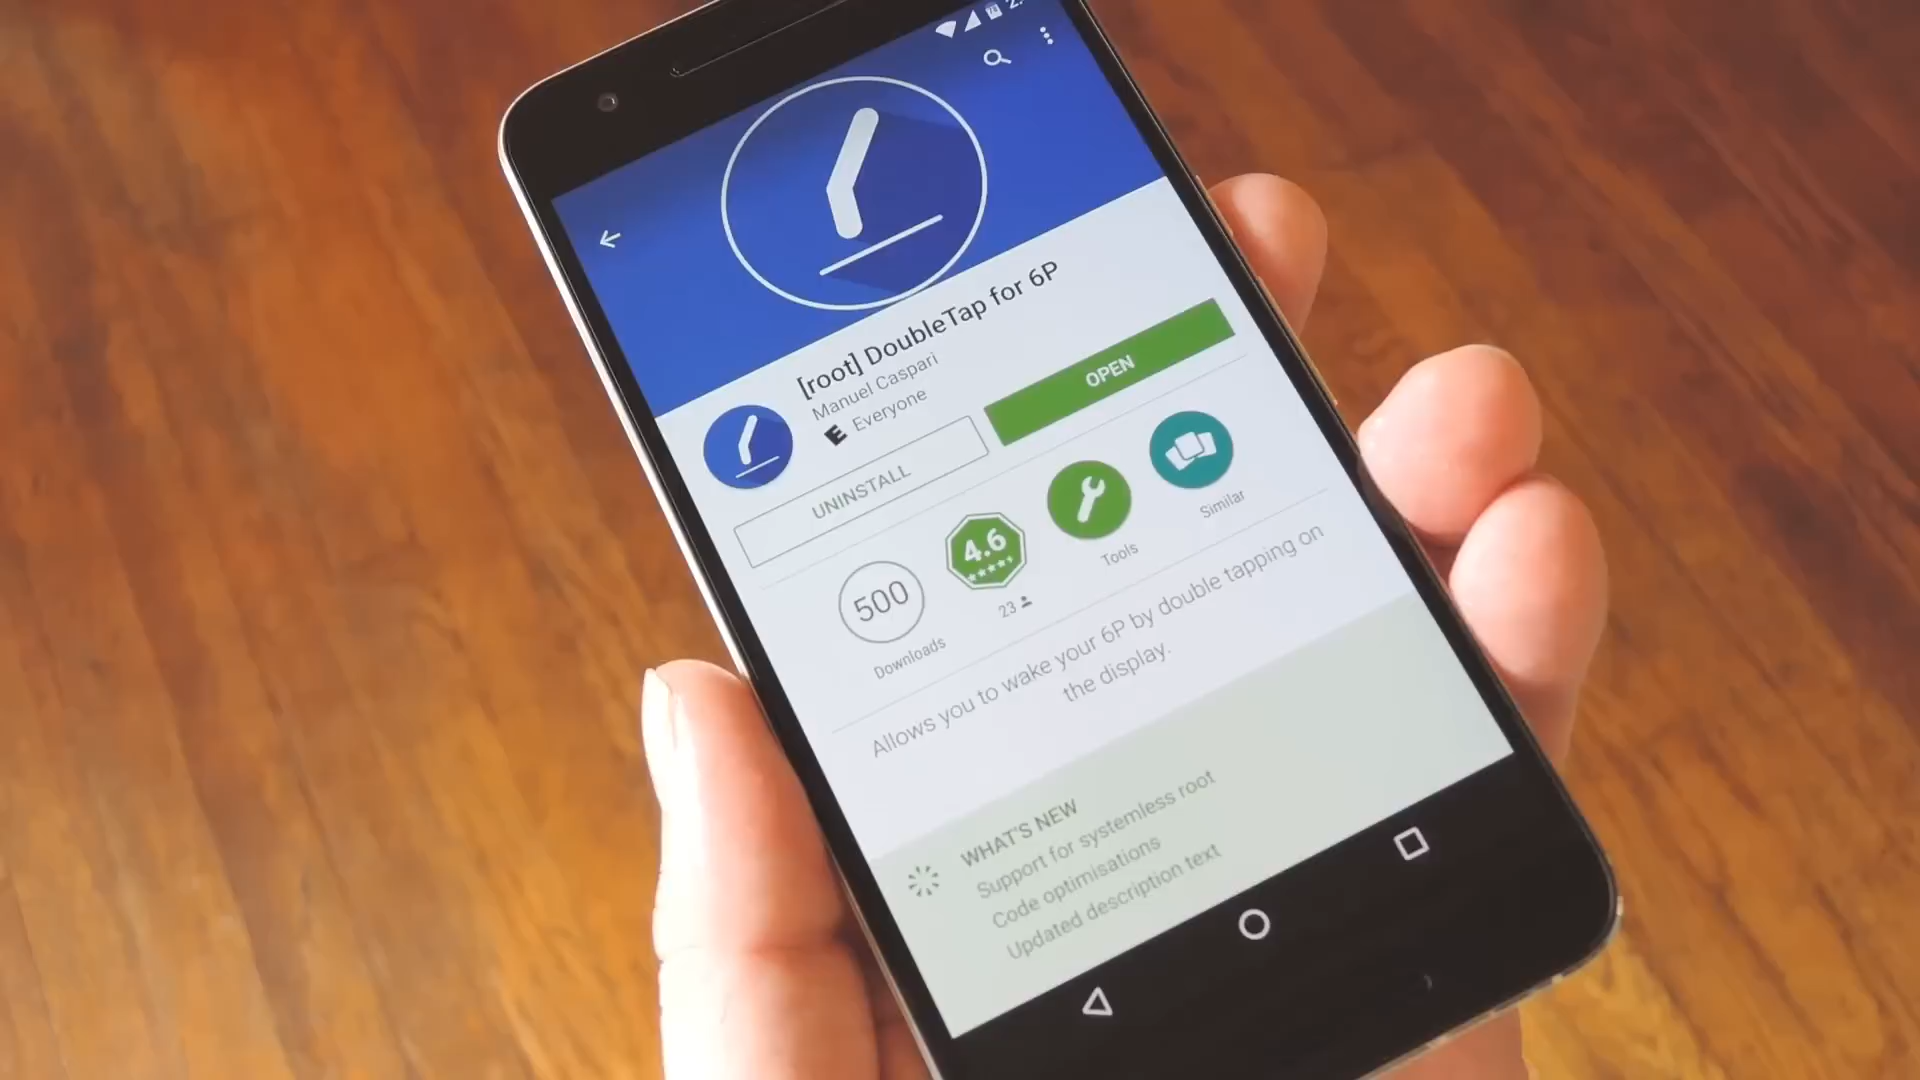 [root] DoubleTap for 6P
Manuel Caspari
E Everyone
UNINSTALL
OPEN
500
Downloads
4.6
23
Tools
Similar
Allows you to wake your 6P by double tapping on
the display.
WHAT'S NEW
Support for systemless root
Code optimisations
Updated description text